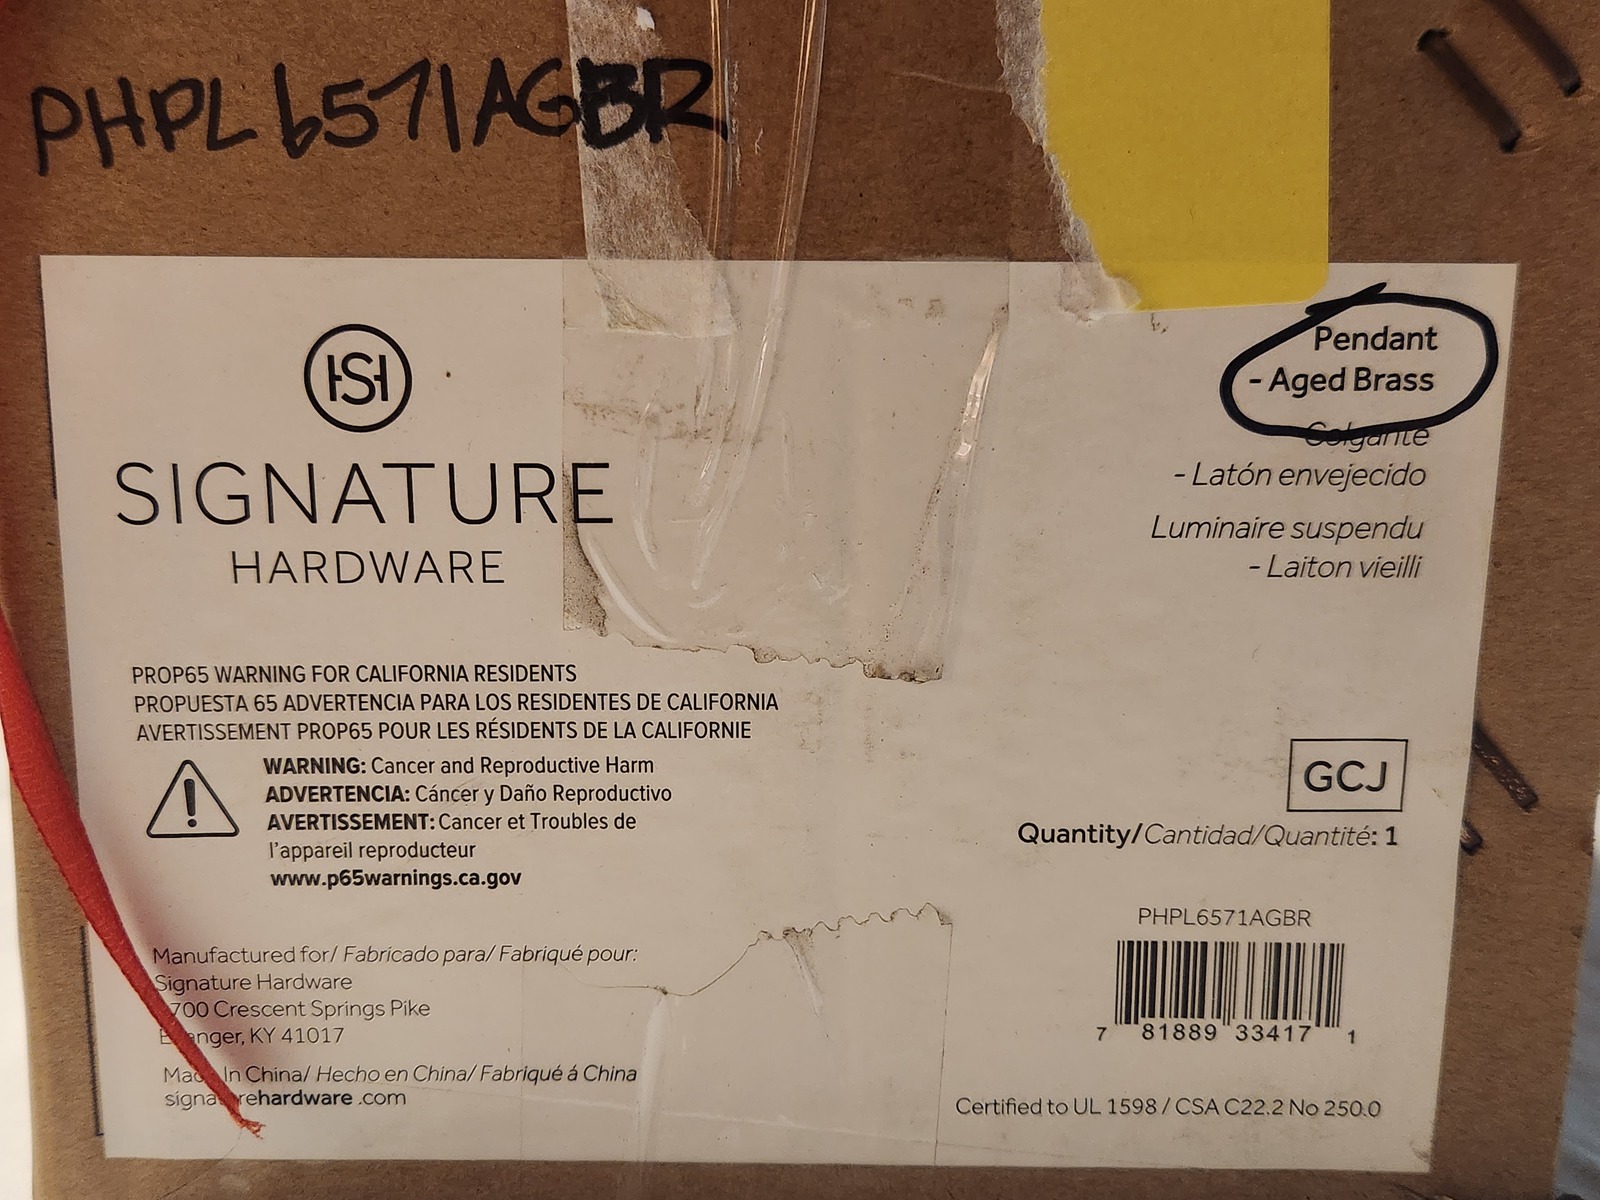 PHPL6571AGBR
HSH
SIGNATURE
HARDWARE
Pendant
- Aged Brass
Colgante
- Latón envejecido
Luminaire suspendu
- Laiton vieilli
PROP65 WARNING FOR CALIFORNIA RESIDENTS
PROPUESTA 65 ADVERTENCIA PARA LOS RESIDENTES DE CALIFORNIA
AVERTISSEMENT PROP65 POUR LES RÉSIDENTS DE LA CALIFORNIE
WARNING: Cancer and Reproductive Harm
ADVERTENCIA: Cáncer y Daño Reproductivo
AVERTISSEMENT: Cancer et Troubles de
l'appareil reproducteur
www.p65warnings.ca.gov
Manufactured for/ Fabricado para/ Fabriqué pour:
Signature Hardware
700 Crescent Springs Pike
KY 41017
In China/ Hecho en China/ Fabriqué á China
signaturehardware .com
GCJ
Quantity/Cantidad/Quantité: 1
PHPL6571AGBR
7 81889 33417 1
Certified to UL 1598 / CSA C22.2 No 250.0